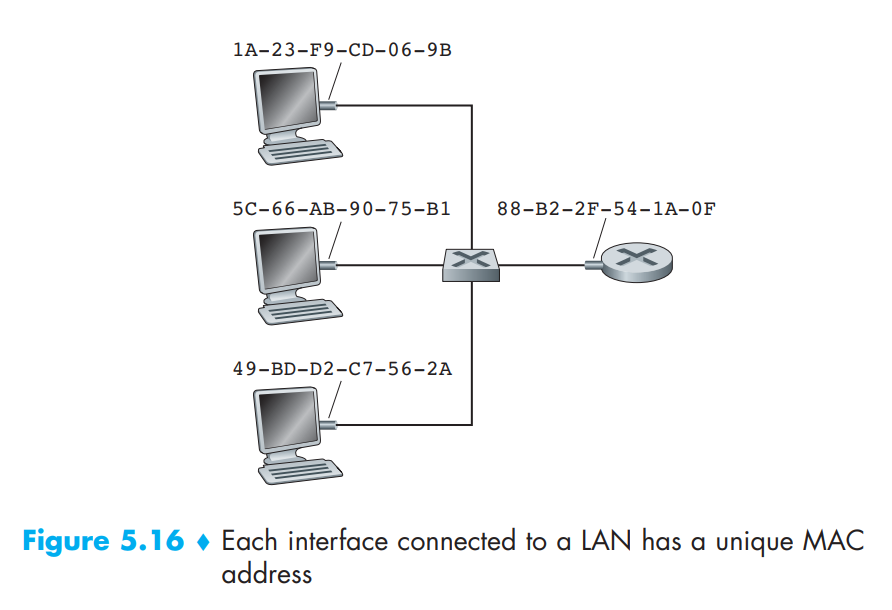 1A-23-F9-CD-06-9B
5C-66-AB-90-75-B1
88-B2-2F-54-1A-0F
49-BD-D2-C7-56-2A
Figure 5.16 ♦ Each interface connected to a LAN has a unique MAC
address